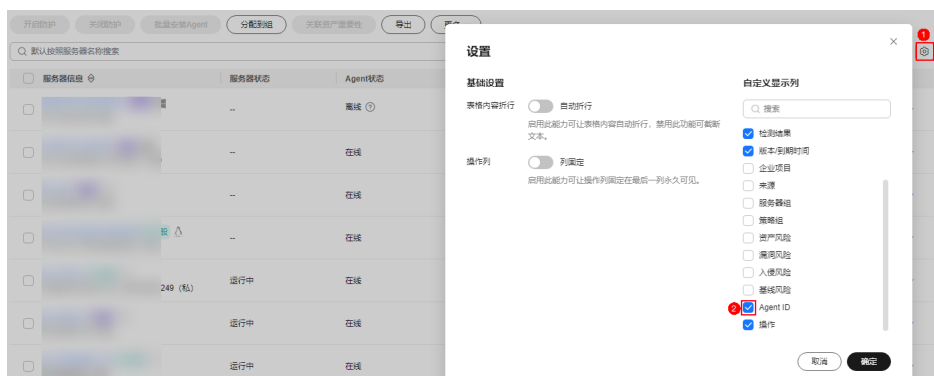 开启防护 关闭防护 批量安装Agent 分配到组 关联资产重要性 导出
默认按照服务器名称搜索
服务器信息 服务器状态 Agent状态
-- 离线
-- 在线
-- 在线
-- 在线
249 (私) 运行中 在线
运行中 在线
运行中 在线
1
设置
基础设置
表格内容折行 自动折行
启用此能力可让表格内容自动折行，禁用此功能可截断
文本。
操作列 列固定
启用此能力可让操作列固定在最后一列永久可见。
自定义显示列
搜索
检测结果
版本/到期时间
企业项目
来源
服务器组
策略组
资产风险
漏洞风险
入侵风险
基线风险
2 Agent ID
操作
取消 确定